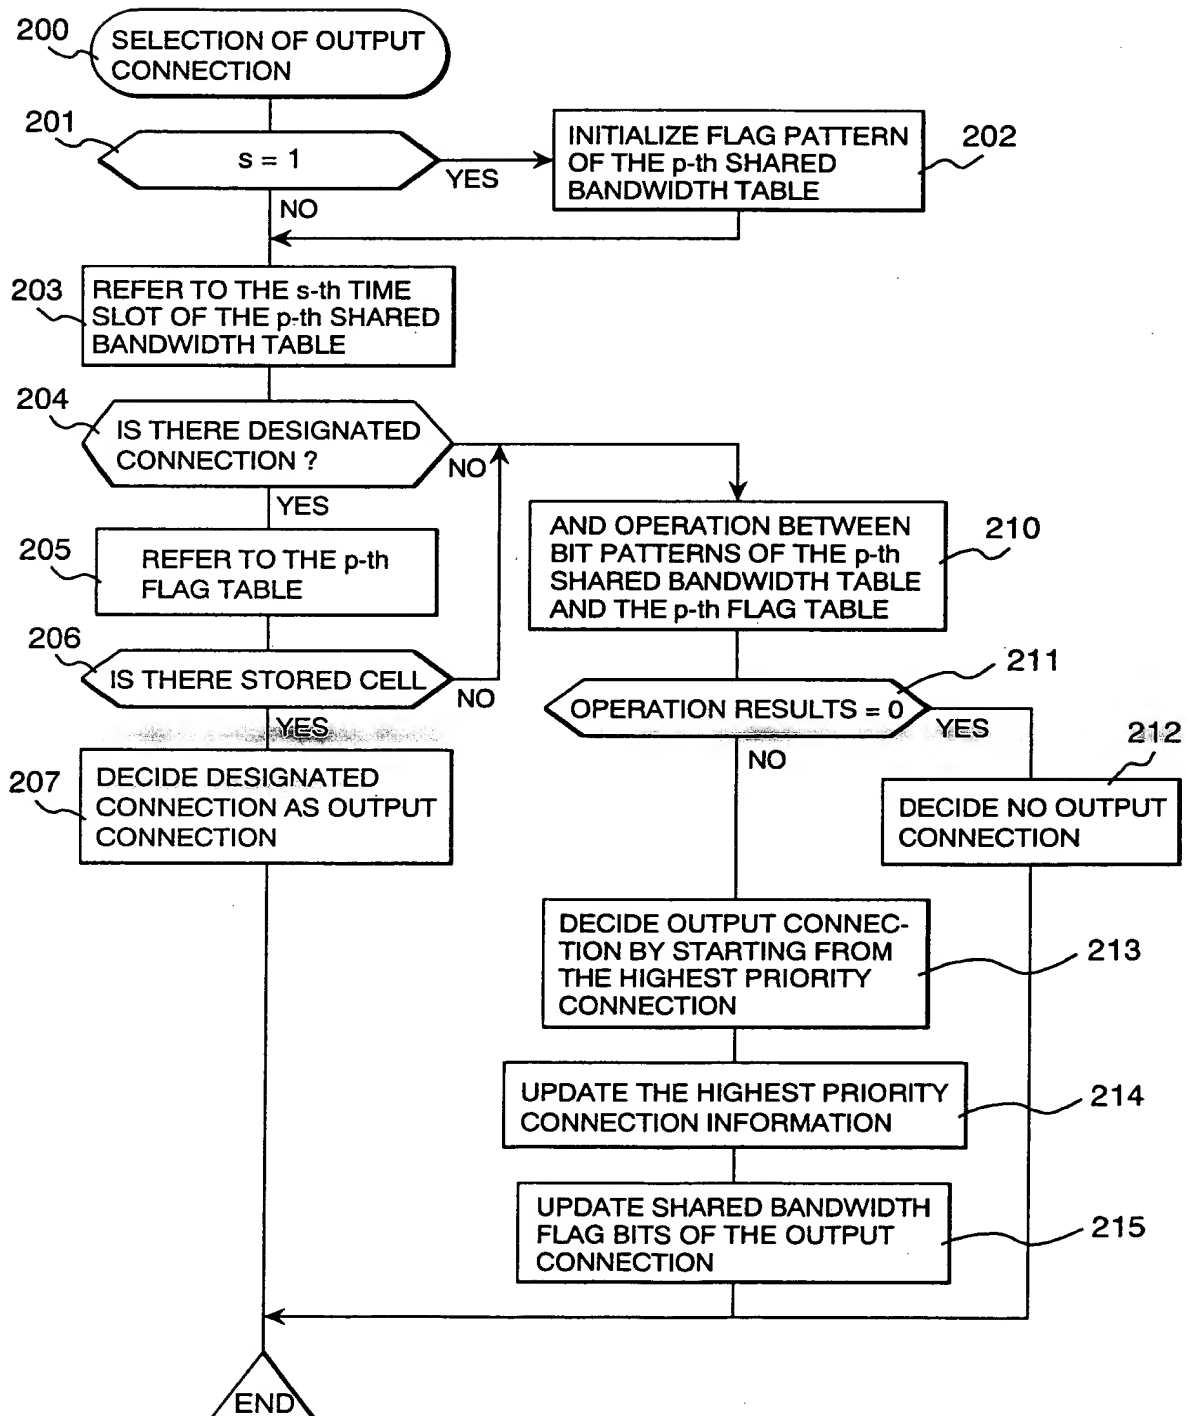 200
SELECTION OF OUTPUT
CONNECTION
201
s = 1
YES
NO
INITIALIZE FLAG PATTERN
OF THE p-th SHARED
BANDWIDTH TABLE
202
203
REFER TO THE s-th TIME
SLOT OF THE p-th SHARED
BANDWIDTH TABLE
204
IS THERE DESIGNATED
CONNECTION ?
NO
YES
205
REFER TO THE p-th
FLAG TABLE
206
IS THERE STORED CELL
NO
YES
207
DECIDE DESIGNATED
CONNECTION AS OUTPUT
CONNECTION
AND OPERATION BETWEEN
BIT PATTERNS OF THE p-th
SHARED BANDWIDTH TABLE
AND THE p-th FLAG TABLE
210
211
OPERATION RESULTS = 0
YES
NO
212
DECIDE NO OUTPUT
CONNECTION
DECIDE OUTPUT CONNEC-
TION BY STARTING FROM
THE HIGHEST PRIORITY
CONNECTION
213
UPDATE THE HIGHEST PRIORITY
CONNECTION INFORMATION
214
UPDATE SHARED BANDWIDTH
FLAG BITS OF THE OUTPUT
CONNECTION
215
END